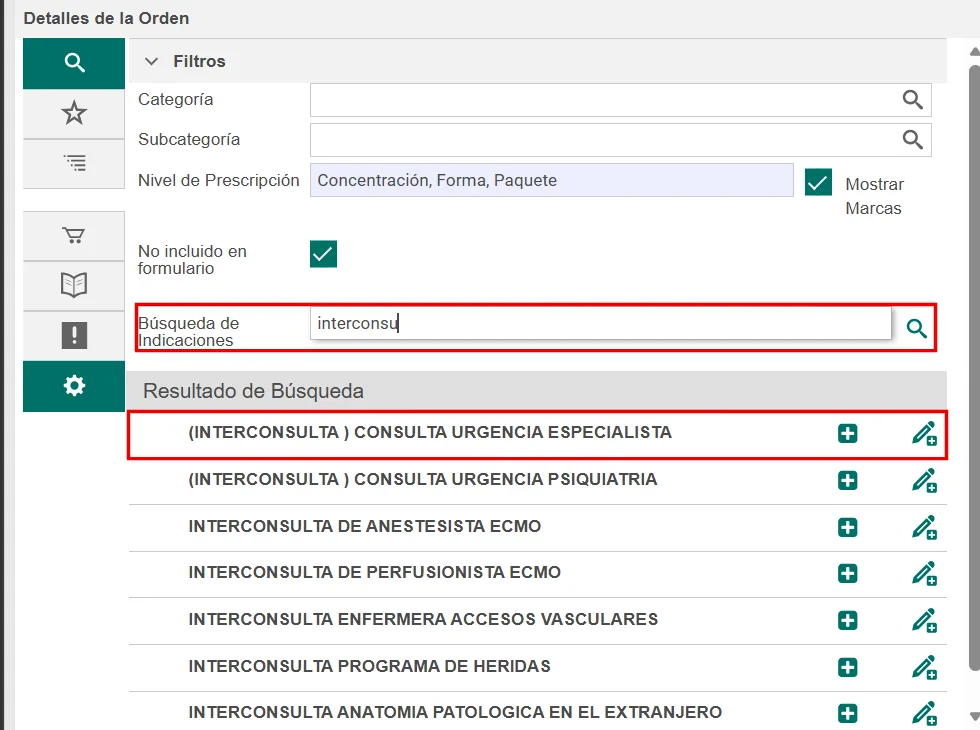 Detalles de la Orden
Filtros
Categoría
Subcategoría
Nivel de Prescripción
Concentración, Forma, Paquete
Mostrar
Marcas
No incluido en
formulario
Búsqueda de
Indicaciones
interconsu
Resultado de Búsqueda
(INTERCONSULTA ) CONSULTA URGENCIA ESPECIALISTA
(INTERCONSULTA ) CONSULTA URGENCIA PSIQUIATRIA
INTERCONSULTA DE ANESTESISTA ECMO
INTERCONSULTA DE PERFUSIONISTA ECMO
INTERCONSULTA ENFERMERA ACCESOS VASCULARES
INTERCONSULTA PROGRAMA DE HERIDAS
INTERCONSULTA ANATOMIA PATOLOGICA EN EL EXTRANJERO